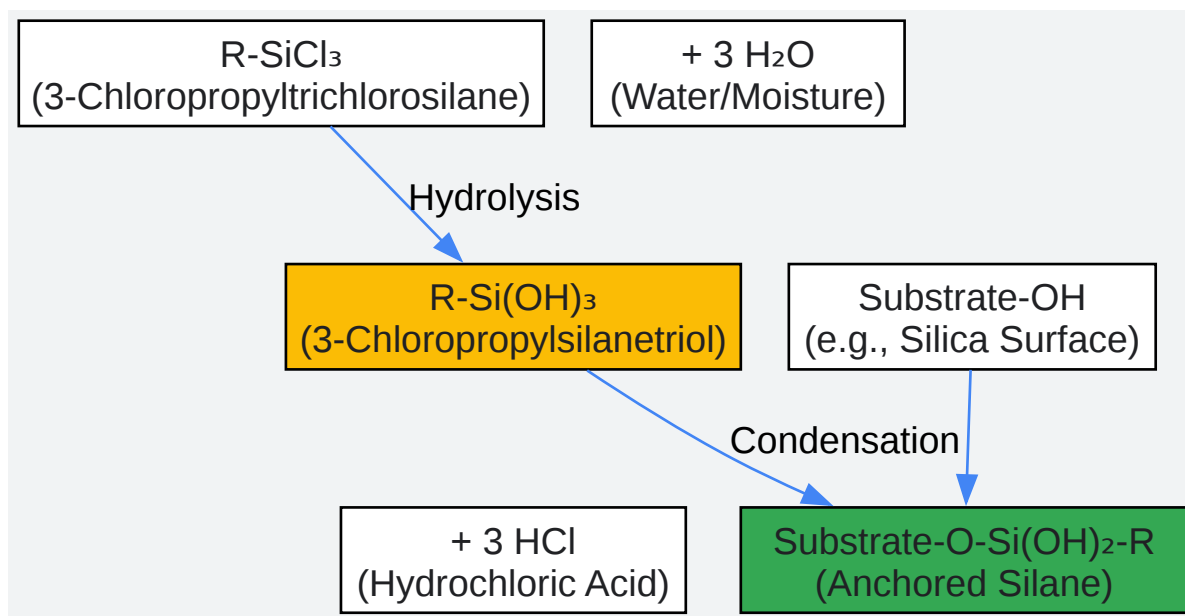 R-SiCl₃
(3-Chloropropyltrichlorosilane)
+ 3 H₂O
(Water/Moisture)
Hydrolysis
R-Si(OH)₃
(3-Chloropropylsilanetriol)
Substrate-OH
(e.g., Silica Surface)
Condensation
+ 3 HCl
(Hydrochloric Acid)
Substrate-O-Si(OH)₂-R
(Anchored Silane)